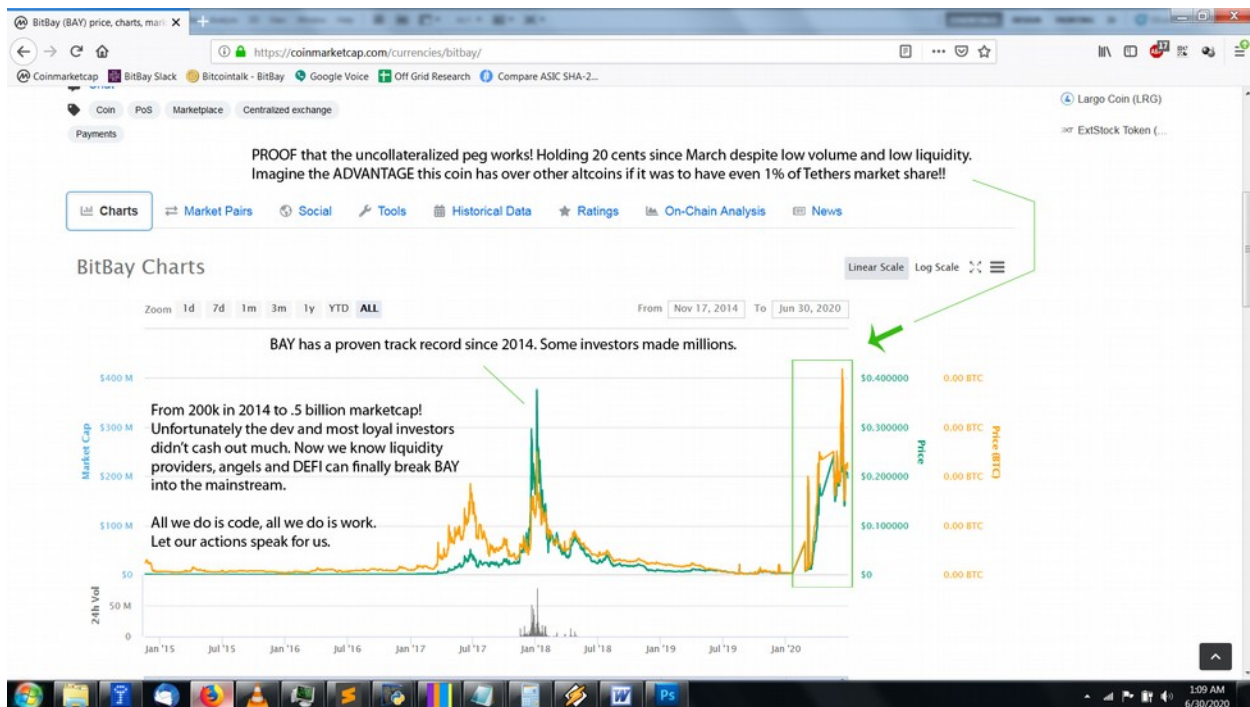 BitBay (BAY) price, charts, mark
https://coinmarketcap.com/currencies/bitbay/
17
Coinmarketcap BitBay Slack Bitcointalk - BitBay Google Voice Off Grid Research Compare ASIC SHA-2...
Largo Coin (LRG)
Coin PoS Marketplace Centralized exchange
ExtStock Token (...
Payments
PROOF that the uncollateralized peg works! Holding 20 cents since March despite low volume and low liquidity.
Imagine the ADVANTAGE this coin has over other altcoins if it was to have even 1% of Tethers market share!!
Charts Market Pairs Social Tools Historical Data Ratings On-Chain Analysis News
BitBay Charts
Linear Scale Log Scale
Zoom 1d 7d 1m 3m 1y YTD ALL
From Nov 17, 2014 To Jun 30, 2020
BAY has a proven track record since 2014. Some investors made millions.
$400 M $0.400000 0.00 BTC
From 200k in 2014 to .5 billion marketcap!
Unfortunately the dev and most loyal investors
didn't cash out much. Now we know liquidity
providers, angels and DEFI can finally break BAY
into the mainstream.
$300 M $0.300000 0.00 BTC
Market Cap
Price
Price (BTC)
$200 M $0.200000 0.00 BTC
All we do is code, all we do is work.
Let our actions speak for us.
$100 M $0.100000 0.00 BTC
$0 $0 0.00 BTC
24h Vol
50 M
0
Jan '15 Jul '15 Jan '16 Jul '16 Jan '17 Jul '17 Jan '18 Jul '18 Jan '19 Jul '19 Jan '20
Ps
1:09 AM
6/30/2020